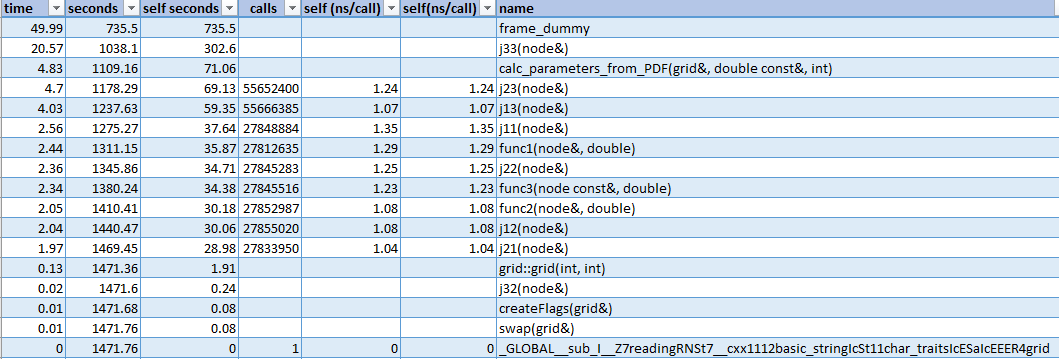 time seconds self seconds calls self (ns/call) self(ns/call) name
49.99 735.5 735.5 frame_dummy
20.57 1038.1 302.6 j33(node&)
4.83 1109.16 71.06 calc_parameters_from_PDF(grid&, double const&, int)
4.7 1178.29 69.13 55652400 1.24 1.24 j23(node&)
4.03 1237.63 59.35 55666385 1.07 1.07 j13(node&)
2.56 1275.27 37.64 27848884 1.35 1.35 j11(node&)
2.44 1311.15 35.87 27812635 1.29 1.29 func1(node&, double)
2.36 1345.86 34.71 27845283 1.25 1.25 j22(node&)
2.34 1380.24 34.38 27845516 1.23 1.23 func3(node const&, double)
2.05 1410.41 30.18 27852987 1.08 1.08 func2(node&, double)
2.04 1440.47 30.06 27855020 1.08 1.08 j12(node&)
1.97 1469.45 28.98 27833950 1.04 1.04 j21(node&)
0.13 1471.36 1.91 grid::grid(int, int)
0.02 1471.6 0.24 j32(node&)
0.01 1471.68 0.08 createFlags(grid&)
0.01 1471.76 0.08 swap(grid&)
0 1471.76 0 1 0 0 _GLOBAL__sub_I__Z7readingRNSt7__cxx1112basic_stringIcSt11char_traitsIcESaIcEEER4grid